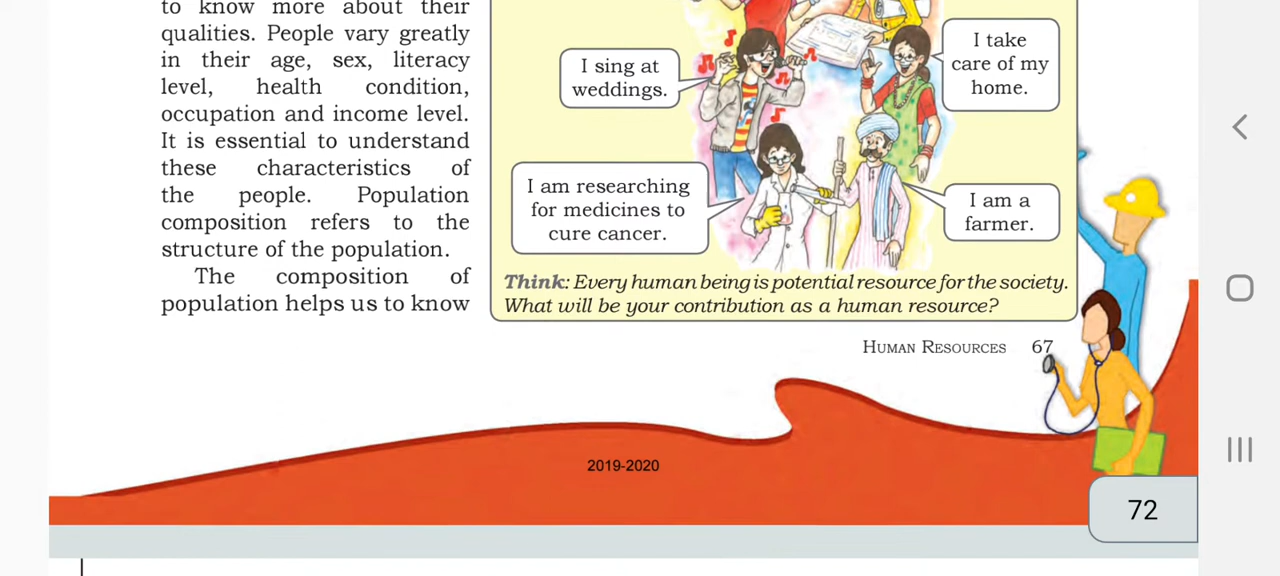 to know more about their
qualities. People vary greatly
in their age, sex, literacy
level, health condition,
occupation and income level.
It is essential to understand
these characteristics of
the people. Population
composition refers to the
structure of the population.
The composition of
population helps us to know
I sing at
weddings.
I take
care of my
home.
I am researching
for medicines to
cure cancer.
I am a
farmer.
Think: Every human being is potential resource for the society.
What will be your contribution as a human resource?
HUMAN RESOURCES 67
2019-2020
72